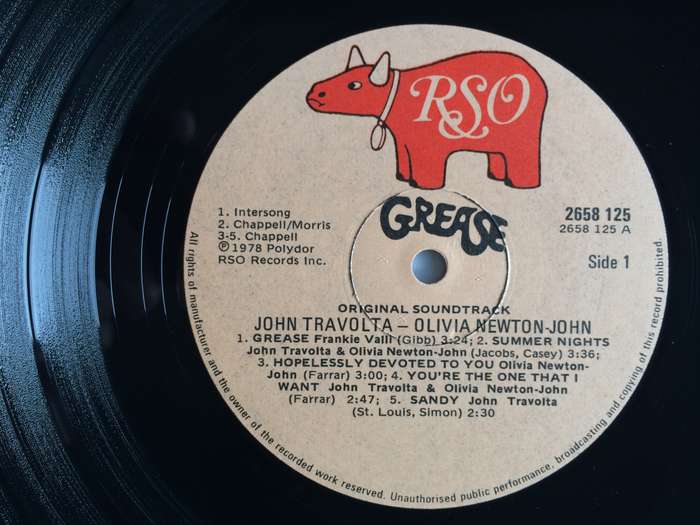 RSO
GREASE
1. Intersong
2. Chappell/Morris
3-5. Chappell
Ⓟ 1978 Polydor
RSO Records Inc.
2658 125
2658 125 A
Side 1
ORIGINAL SOUNDTRACK
JOHN TRAVOLTA – OLIVIA NEWTON-JOHN
1. GREASE Frankie Valli (Gibb) 3:24; 2. SUMMER NIGHTS
John Travolta & Olivia Newton-John (Jacobs, Casey) 3:36;
3. HOPELESSLY DEVOTED TO YOU Olivia Newton-
John (Farrar) 3:00; 4. YOU'RE THE ONE THAT I
WANT John Travolta & Olivia Newton-John
(Farrar) 2:47; 5. SANDY John Travolta
(St. Louis, Simon) 2:30
All rights of manufacturer and the owner of the recorded work reserved. Unauthorised public performance, broadcasting and copying of this record prohibited.